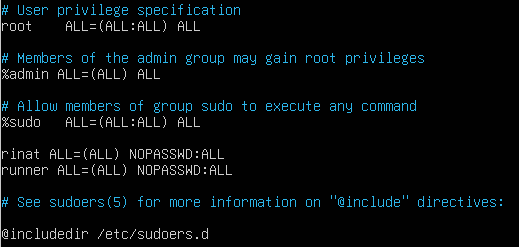 # User privilege specification
root    ALL=(ALL:ALL) ALL
# Members of the admin group may gain root privileges
%admin ALL=(ALL) ALL
# Allow members of group sudo to execute any command
%sudo   ALL=(ALL:ALL) ALL
rinat ALL=(ALL) NOPASSWD:ALL
runner ALL=(ALL) NOPASSWD:ALL
# See sudoers(5) for more information on "@include" directives:
@includedir /etc/sudoers.d